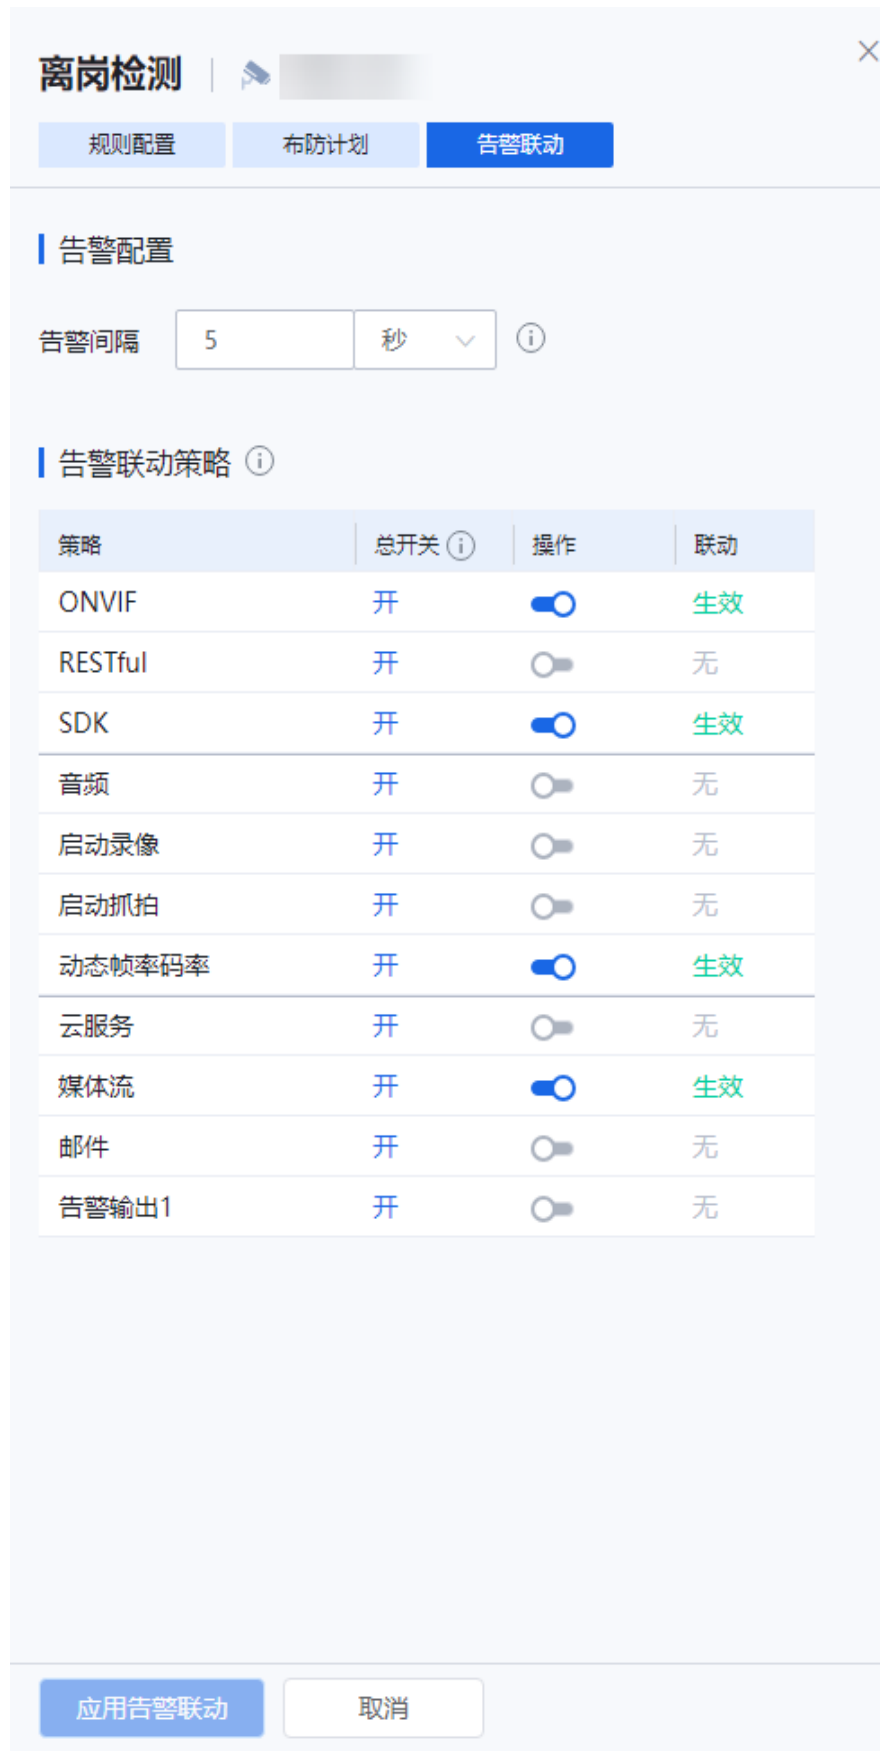 离岗检测
规则配置 布防计划 告警联动
告警配置
告警间隔 5 秒
告警联动策略
策略 总开关 操作 联动
ONVIF 开 生效
RESTful 开 无
SDK 开 生效
音频 开 无
启动录像 开 无
启动抓拍 开 无
动态帧率码率 开 生效
云服务 开 无
媒体流 开 生效
邮件 开 无
告警输出1 开 无
应用告警联动 取消